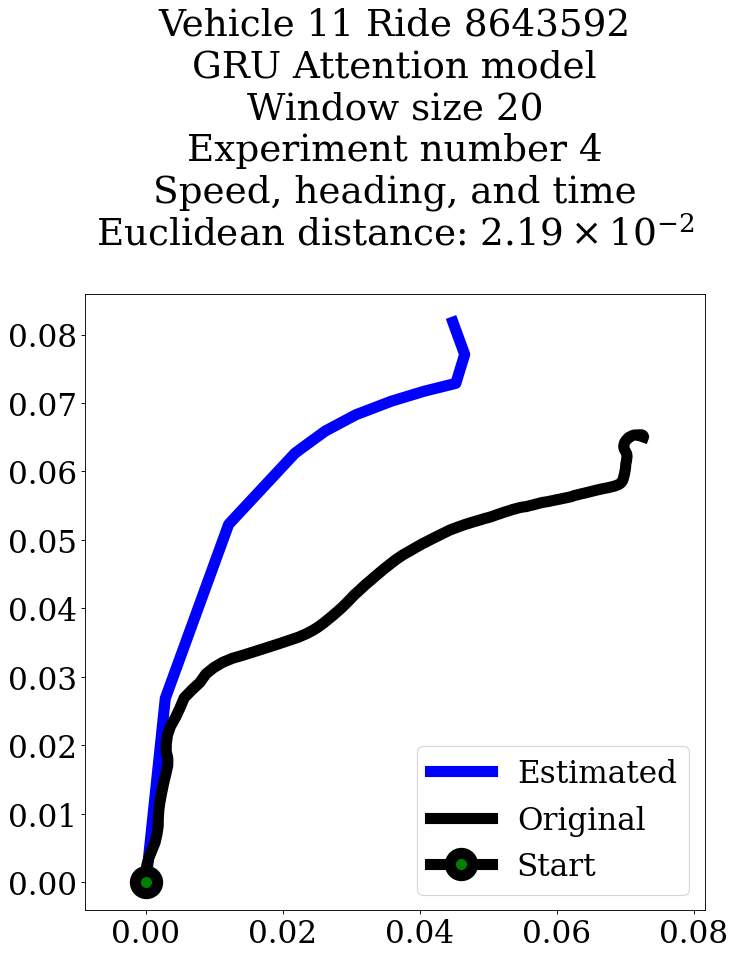 Vehicle 11 Ride 8643592
GRU Attention model
Window size 20
Experiment number 4
Speed, heading, and time
Euclidean distance: 2.19 × 10⁻²
0.08
0.07
0.06
0.05
0.04
0.03
0.02
0.01
0.00
Estimated
Original
Start
0.00 0.02 0.04 0.06 0.08